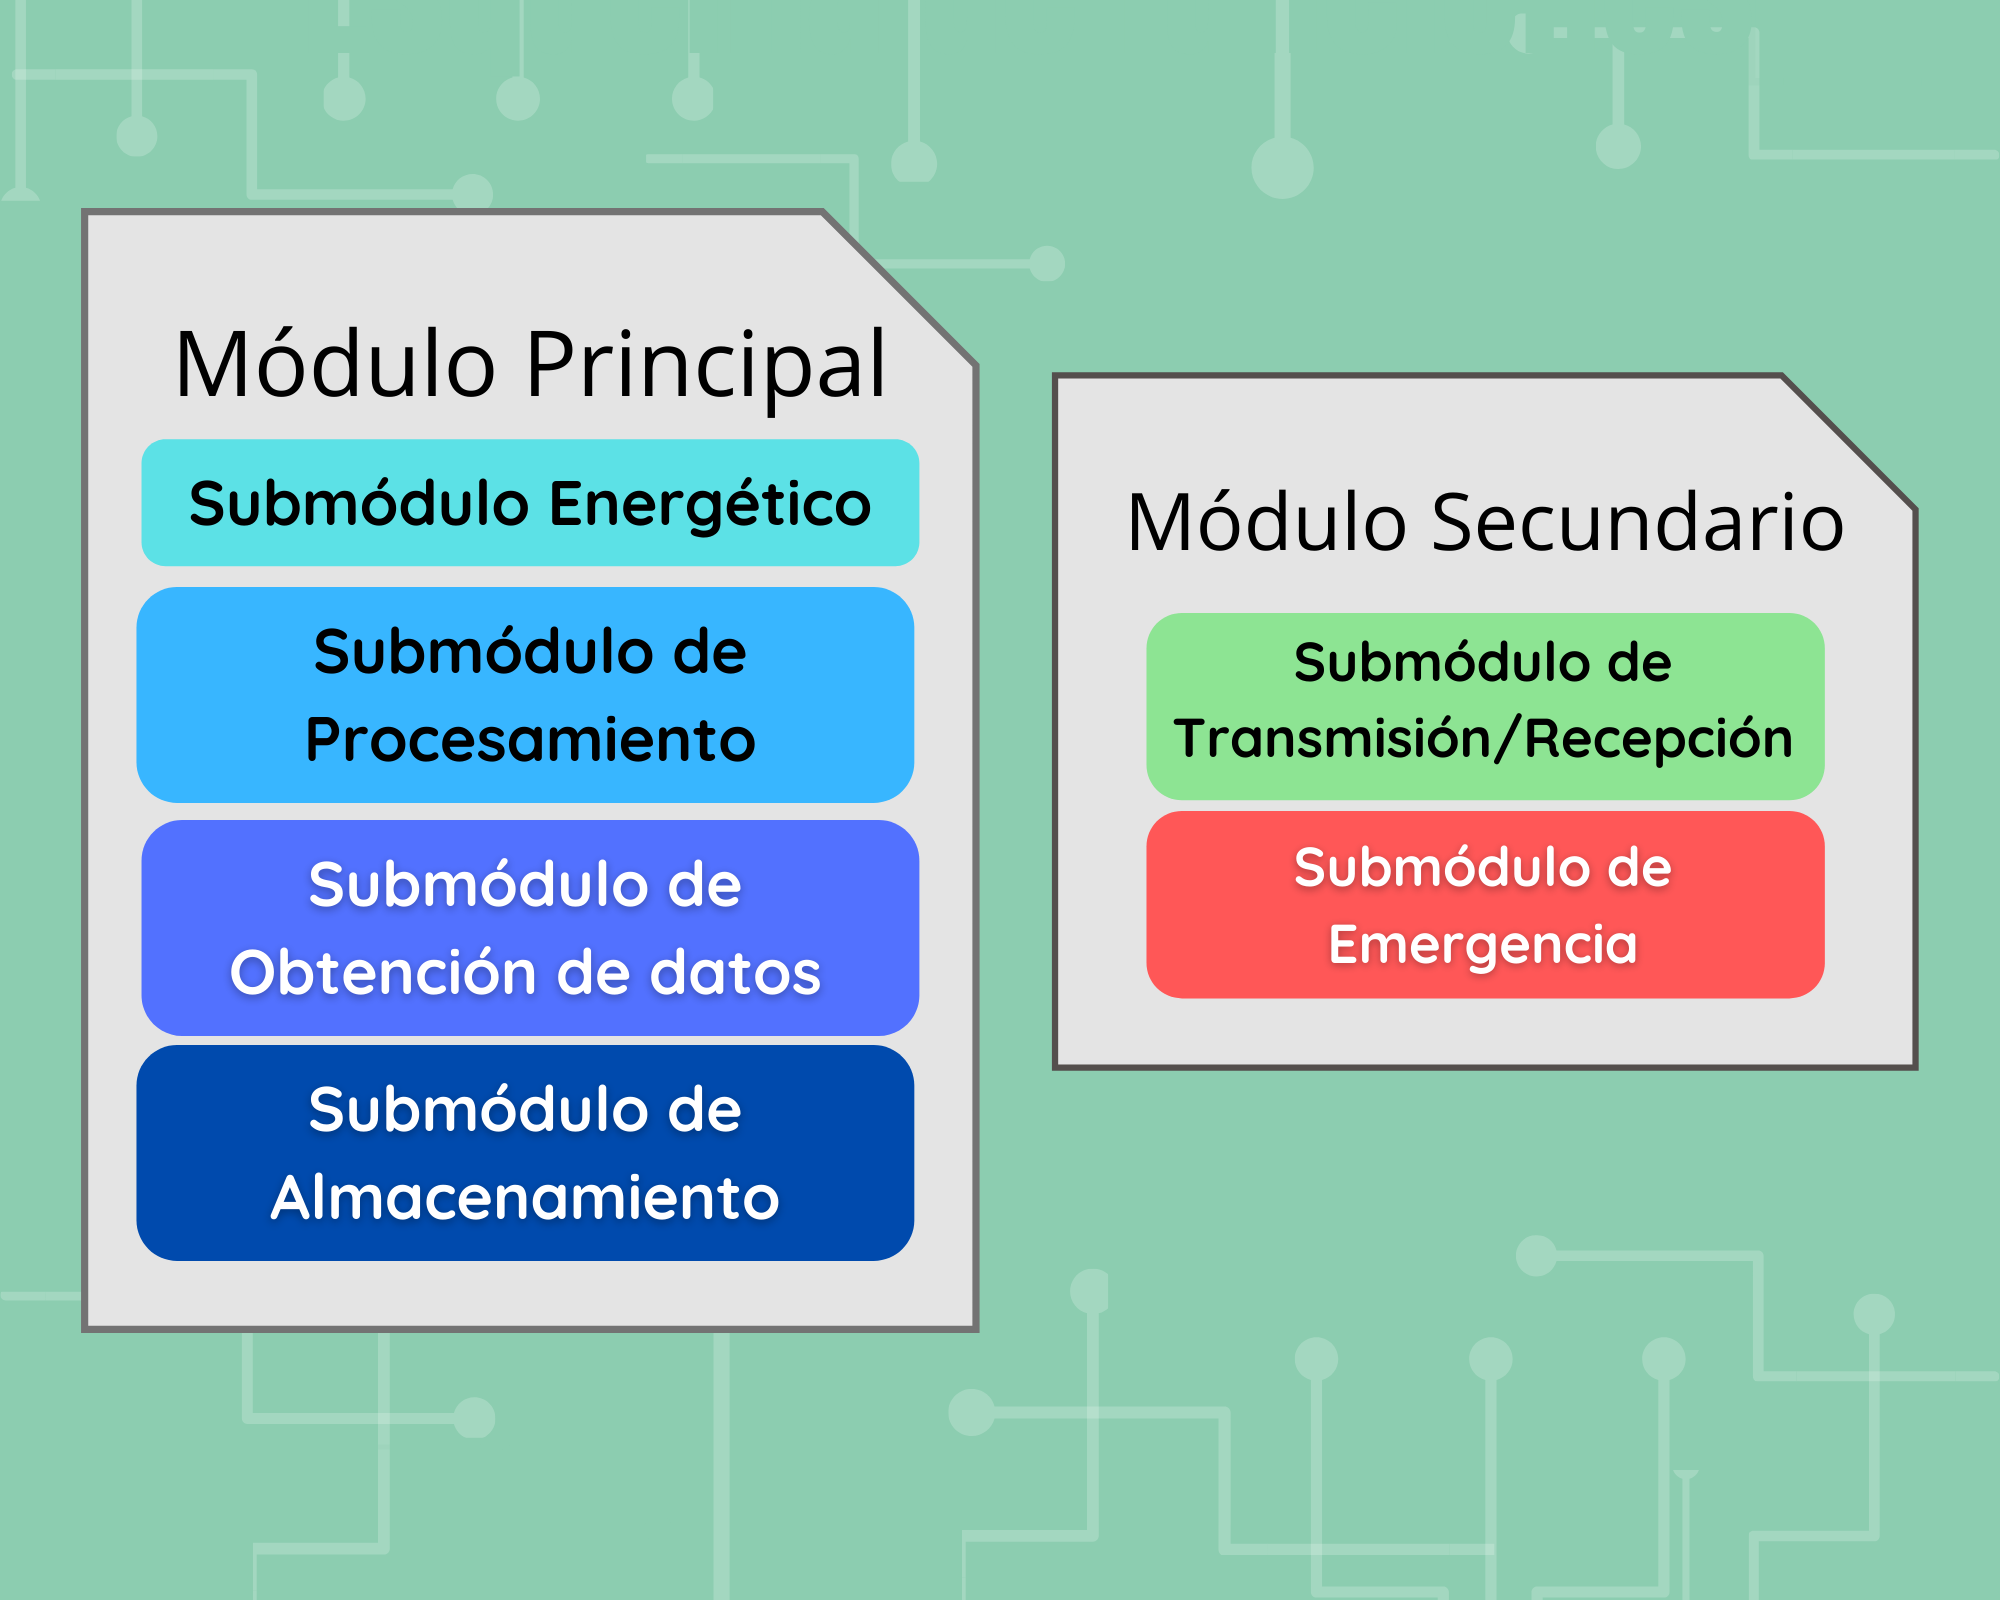 Módulo Principal
Submódulo Energético
Submódulo de
Procesamiento
Submódulo de
Obtención de datos
Submódulo de
Almacenamiento
Módulo Secundario
Submódulo de
Transmisión/Recepción
Submódulo de
Emergencia